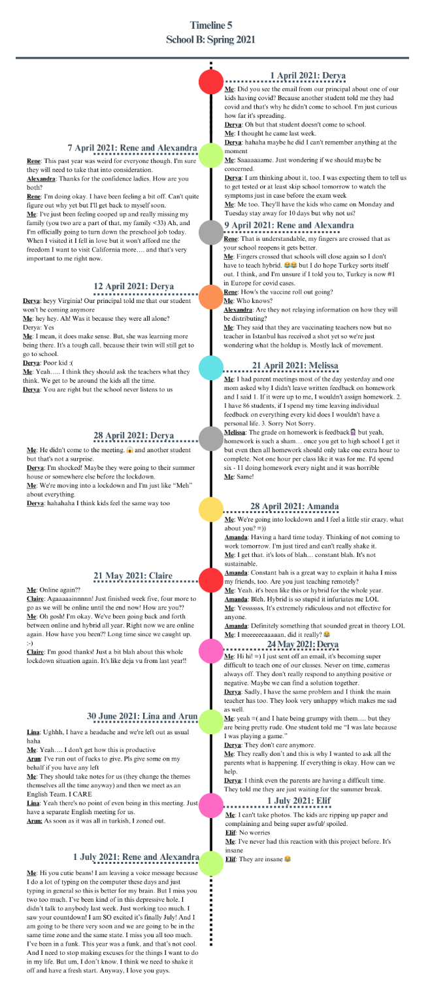 Timeline 5
School B: Spring 2021
1 April 2021: Derya
Me: Did you see the email from our principal about one of our
kids having covid? Because another student told me they had
covid and that's why he didn't come to school. I'm just curious
how far it's spreading.
Derya: Oh but that student doesn't come to school.
Me: I thought he came last week.
Derya: hahaha maybe he did I can't remember anything at the
moment
Me: Saaaaaaame. Just wondering if we should maybe be
concerned.
Derya: I am thinking about it, too. I was expecting them to tell us
to get tested or at least skip school tomorrow to watch the
symptoms just in case before the exam week
Me: Me too. They'll have the kids who came on Monday and
Tuesday stay away for 10 days but why not us?
7 April 2021: Rene and Alexandra
Rene: This past year was weird for everyone though. I'm sure
they will need to take that into consideration.
Alexandra: Thanks for the confidence ladies. How are you
both?
Rene: I'm doing okay. I have been feeling a bit off. Can't quite
figure out why yet but I'll get back to myself soon.
Me: I've just been feeling cooped up and really missing my
family (you two are a part of that, my family <33) Ah, and
I'm officially going to turn down the preschool job today.
When I visited it I fell in love but it won't afford me the
freedom I want to visit California more…. and that's very
important to me right now.
9 April 2021: Rene and Alexandra
Rene: That is understandable, my fingers are crossed that as
your school reopens it gets better.
Me: Fingers crossed that schools will close again so I don't
have to teach hybrid. 😂😂 but I do hope Turkey sorts itself
out. I think, and I'm unsure if I told you to, Turkey is now #1
in Europe for covid cases.
Rene: How's the vaccine roll out going?
Me: Who knows?
Alexandra: Are they not relaying information on how they will
be distributing?
Me: They said that they are vaccinating teachers now but no
teacher in Istanbul has received a shot yet so we're just
wondering what the holdup is. Mostly lack of movement.
12 April 2021: Derya
Derya: heyy Virginia! Our principal told me that our student
won't be coming anymore
Me: hey hey. Ah! Was it because they were all alone?
Derya: Yes
Me: I mean, it does make sense. But, she was learning more
being there. It's a tough call, because their twin will still get to
go to school.
Derya: Poor kid :(
Me: Yeah….. I think they should ask the teachers what they
think. We get to be around the kids all the time.
Derya: You are right but the school never listens to us
21 April 2021: Melissa
Me: I had parent meetings most of the day yesterday and one
mom asked why I didn't leave written feedback on homework
and I said 1. If it were up to me, I wouldn't assign homework. 2.
I have 86 students, if I spend my time leaving individual
feedback on everything every kid does I wouldn't have a
personal life. 3. Sorry Not Sorry.
Melissa: The grade on homework is feedback🤦🏻‍♀️ but yeah,
homework is such a sham… once you get to high school I get it
but even then all homework should only take one extra hour to
complete. Not one hour per class like it was for me. I'd spend
six - 11 doing homework every night and it was horrible
Me: Same!
28 April 2021: Derya
Me: He didn't come to the meeting. 😱 and another student
but that's not a surprise.
Derya: I'm shocked! Maybe they were going to their summer
house or somewhere else before the lockdown.
Me: We're moving into a lockdown and I'm just like “Meh”
about everything.
Derya: hahahaha I think kids feel the same way too
28 April 2021: Amanda
Me: We're going into lockdown and I feel a little stir crazy. what
about you? =))
Amanda: Having a hard time today. Thinking of not coming to
work tomorrow. I'm just tired and can't really shake it.
Me: I get that. it's lots of blah… constant blah. It's not
sustainable.
Amanda: Constant bah is a great way to explain it haha I miss
my friends, too. Are you just teaching remotely?
Me: Yeah. it's been like this or hybrid for the whole year.
Amanda: Bleh. Hybrid is so stupid it infuriates me LOL
Me: Yesssssss, It's extremely ridiculous and not effective for
anyone.
Amanda: Definitely something that sounded great in theory LOL
Me: I meeeeeeaaaaan, did it really? 😂
21 May 2021: Claire
Me: Online again??
Claire: Agaaaaainnnnn! Just finished week five, four more to
go as we will be online until the end now! How are you??
Me: Oh gosh! I'm okay. We've been going back and forth
between online and hybrid all year. Right now we are online
again. How have you been?? Long time since we caught up.
:-)
Claire: I'm good thanks! Just a bit blah about this whole
lockdown situation again. It's like deja vu from last year!!
24 May 2021: Derya
Me: Hi hi! =) I just sent off an email, it's becoming super
difficult to teach one of our classes. Never on time, cameras
always off. They don't really respond to anything positive or
negative. Maybe we can find a solution together.
Derya: Sadly, I have the same problem and I think the main
teacher has too. They look very unhappy which makes me sad
as well.
Me: yeah =( and I hate being grumpy with them…. but they
are being pretty rude. One student told me “I was late because
I was playing a game.”
Derya: They don't care anymore.
Me: They really don’t and this is why I wanted to ask all the
parents what is happening. If everything is okay. How can we
help.
Derya: I think even the parents are having a difficult time.
They told me they are just waiting for the summer break.
30 June 2021: Lina and Arun
Lina: Ughhh, I have a headache and we're left out as usual
haha
Me: Yeah…. I don't get how this is productive
Arun: I've run out of fucks to give. Pls give some on my
behalf if you have any left
Me: They should take notes for us (they change the themes
themselves all the time anyway) and then we meet as an
English Team. I CARE
Lina: Yeah there's no point of even being in this meeting. Just
have a separate English meeting for us.
Arun: As soon as it was all in turkish, I zoned out.
1 July 2021: Elif
Me: I can't take photos. The kids are ripping up paper and
complaining and being super awful/ spoiled.
Elif: No worries
Me: I've never had this reaction with this project before. It's
insane
Elif: They are insane 😂
1 July 2021: Rene and Alexandra
Me: Hi you cutie beans! I am leaving a voice message because
I do a lot of typing on the computer these days and just
typing in general so this is better for my brain. But I miss you
two too much. I’ve been kind of in this depressive hole. I
didn’t talk to anybody last week. Just working too much. I
saw your countdown! I am SO excited it’s finally July! And I
am going to be there very soon and we are going to be in the
same time zone and the same state. I miss you all too much.
I’ve been in a funk. This year was a funk, and that’s not cool.
And I need to stop making excuses for the things I want to do
in my life. But um, I don’t know. I think we need to shake it
off and have a fresh start. Anyway, I love you guys.